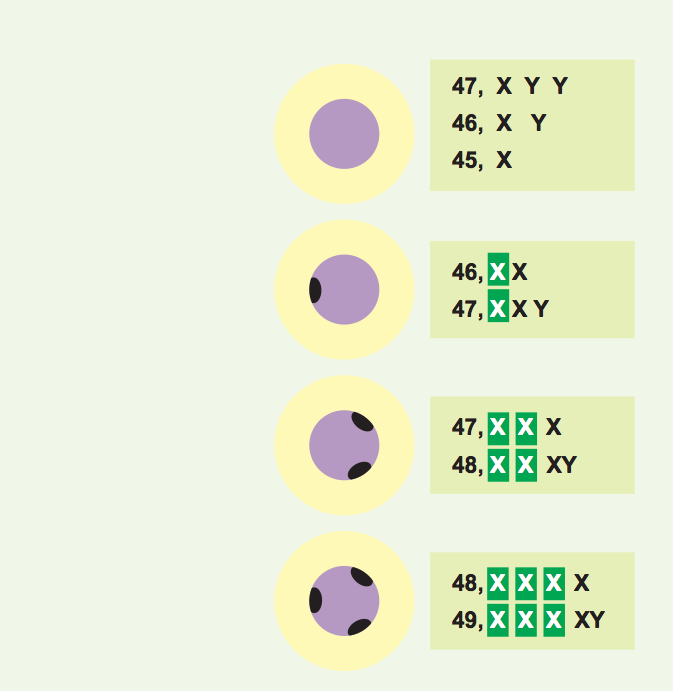 47, X Y Y
46, X Y
45, X
46, X X
47, X X Y
47, X X X
48, X X XY
48, X X X X
49, X X X XY